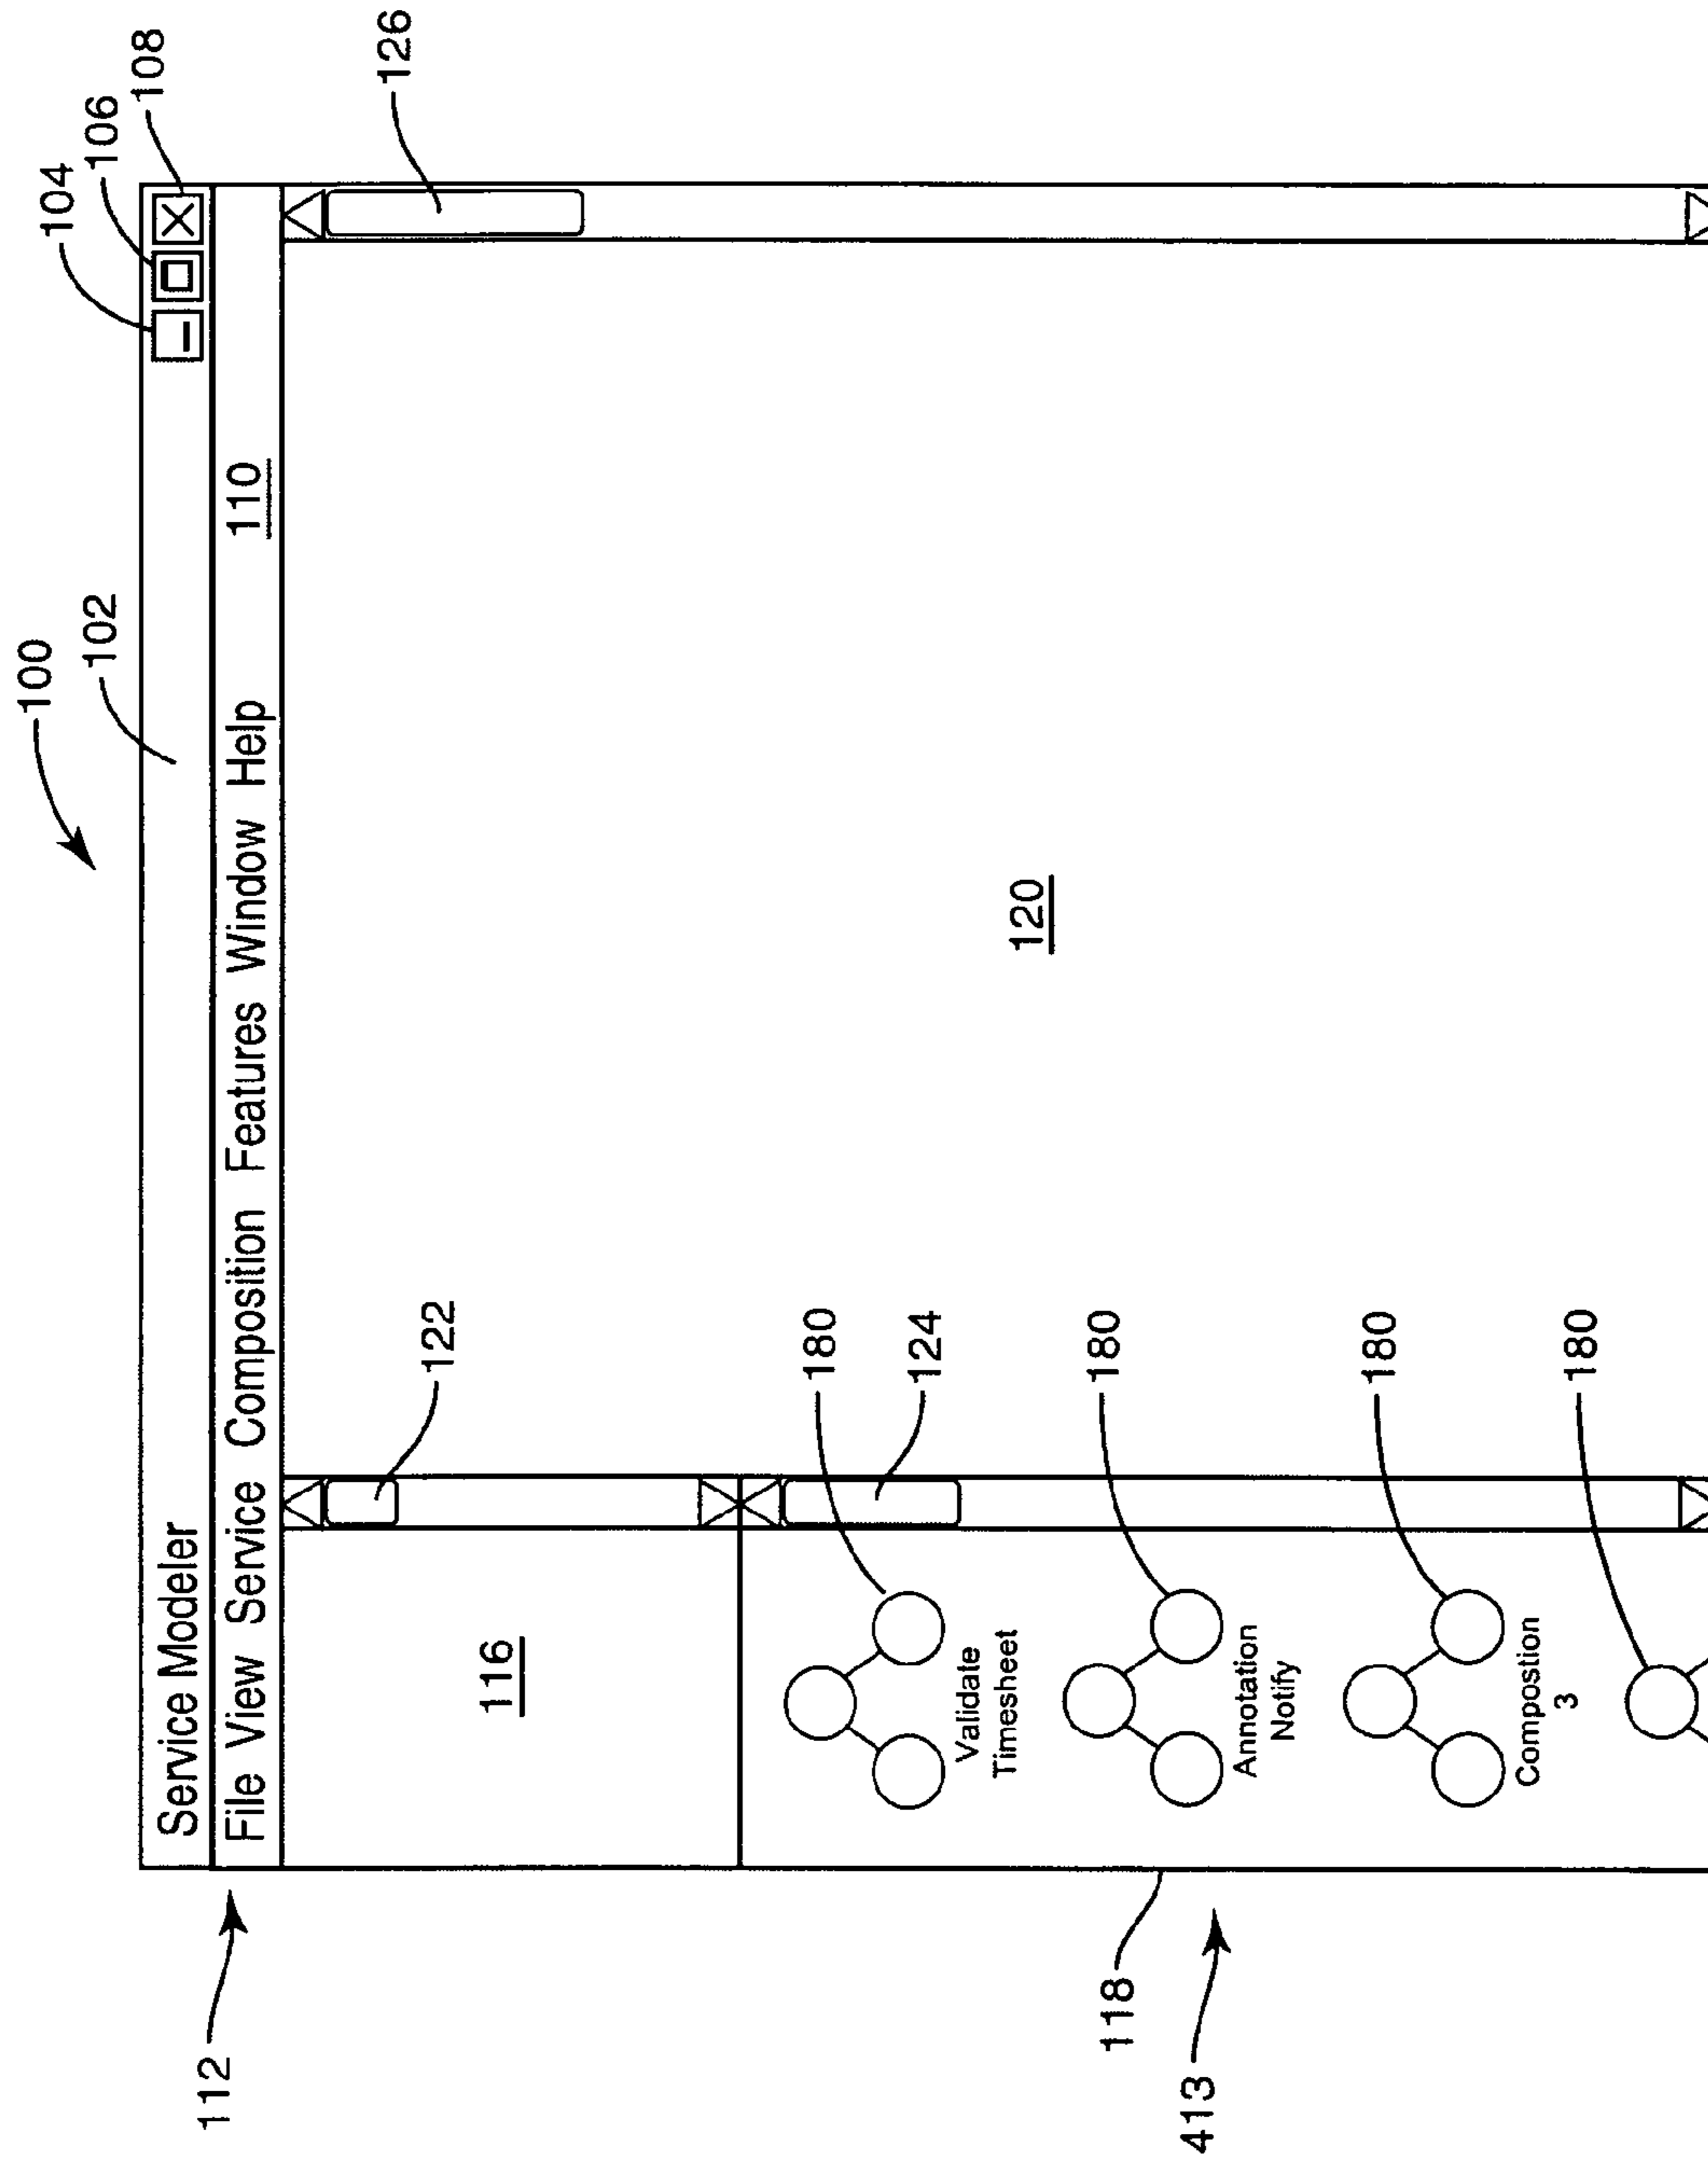 100
102
104
106
108
Service Modeler
112
File View Service Composition Features Window Help
110
126
122
116
120
180
124
Validate
Timesheet
118
180
413
Annotation
Notify
180
Compostion
3
180